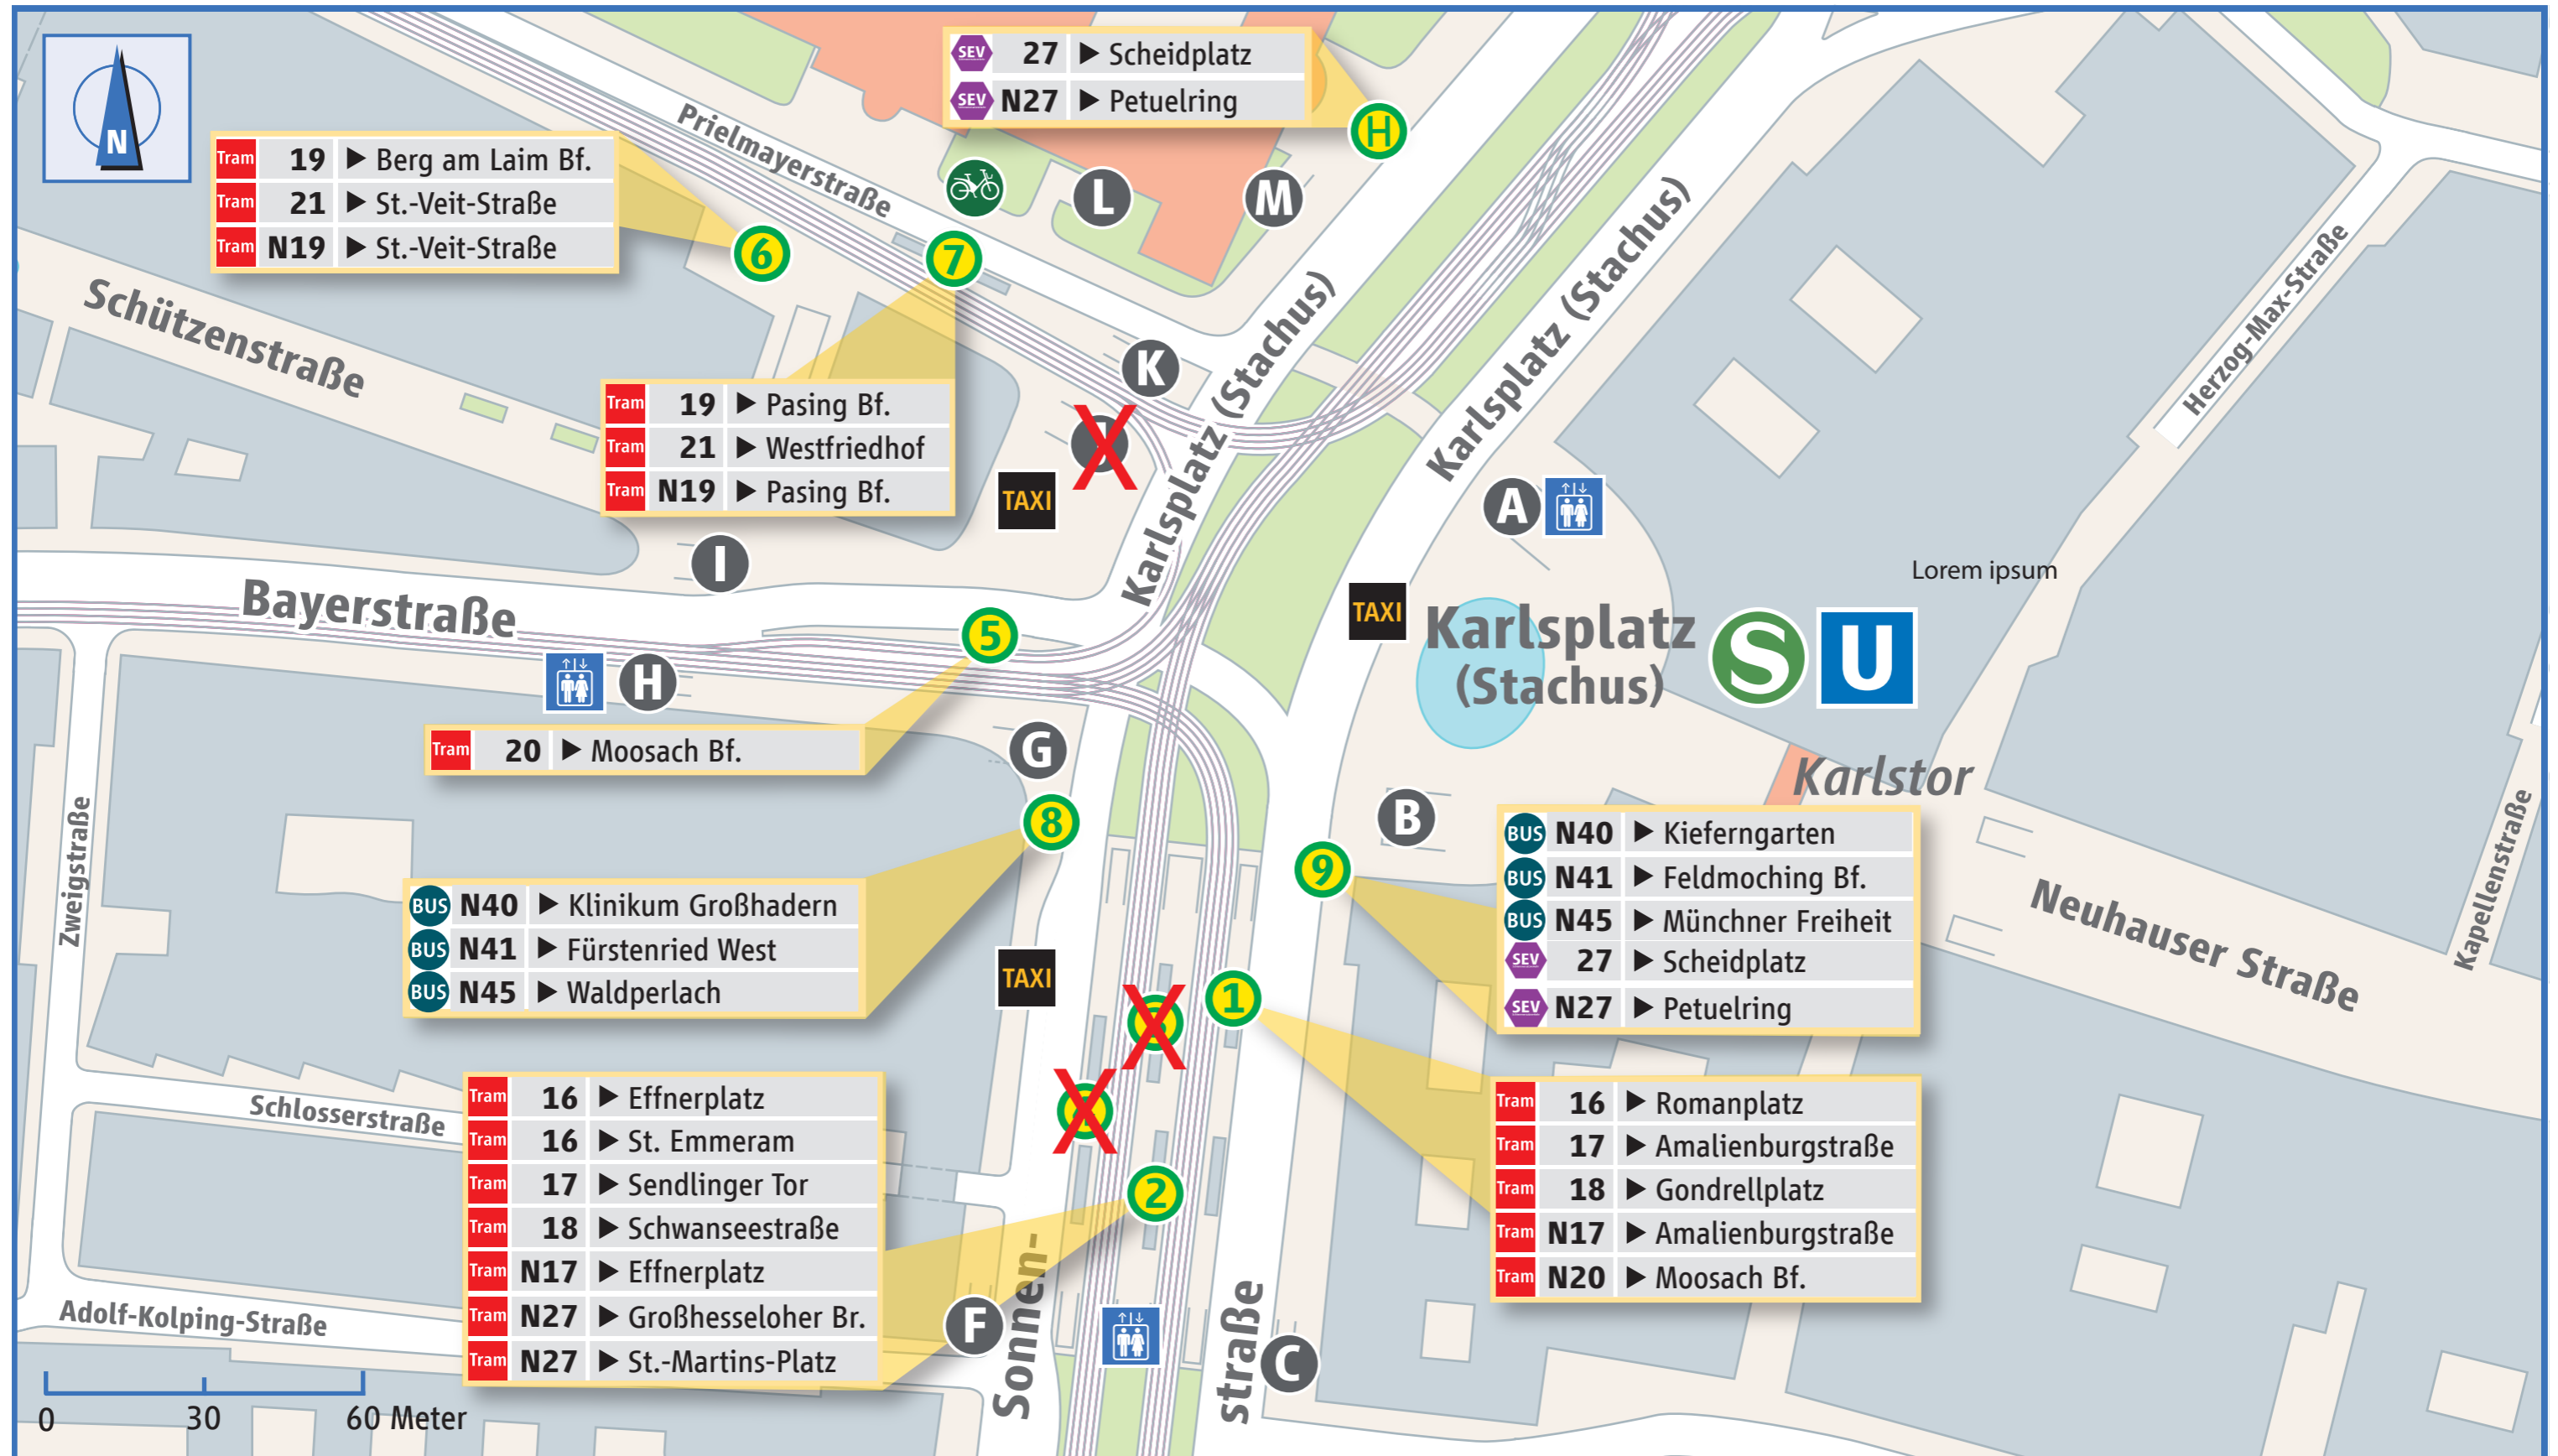 N
SEV 27 ▶ Scheidplatz
SEV N27 ▶ Petuelring
H
Prielmayerstraße
Tram 19 ▶ Berg am Laim Bf.
Tram 21 ▶ St.-Veit-Straße
Tram N19 ▶ St.-Veit-Straße
6
7
L
M
Schützenstraße
Karlsplatz (Stachus)
Karlsplatz (Stachus)
Herzog-Max-Straße
K
Tram 19 ▶ Pasing Bf.
Tram 21 ▶ Westfriedhof
Tram N19 ▶ Pasing Bf.
TAXI
A
I
Lorem ipsum
Bayerstraße
Karlsplatz (Stachus)
5
TAXI
Karlsplatz
(Stachus)
S
U
H
Tram 20 ▶ Moosach Bf.
G
Karlstor
8
B
9
Zweigstraße
Kapellenstraße
BUS N40 ▶ Kieferngarten
BUS N41 ▶ Feldmoching Bf.
BUS N45 ▶ Münchner Freiheit
SEV 27 ▶ Scheidplatz
SEV N27 ▶ Petuelring
BUS N40 ▶ Klinikum Großhadern
BUS N41 ▶ Fürstenried West
BUS N45 ▶ Waldperlach
Neuhauser Straße
TAXI
1
Schlosserstraße
Tram 16 ▶ Effnerplatz
Tram 16 ▶ St. Emmeram
Tram 17 ▶ Sendlinger Tor
Tram 18 ▶ Schwanseestraße
Tram N17 ▶ Effnerplatz
Tram N27 ▶ Großhesseloher Br.
Tram N27 ▶ St.-Martins-Platz
2
Tram 16 ▶ Romanplatz
Tram 17 ▶ Amalienburgstraße
Tram 18 ▶ Gondrellplatz
Tram N17 ▶ Amalienburgstraße
Tram N20 ▶ Moosach Bf.
Adolf-Kolping-Straße
F
Sonnen-
straße
C
0 30 60 Meter